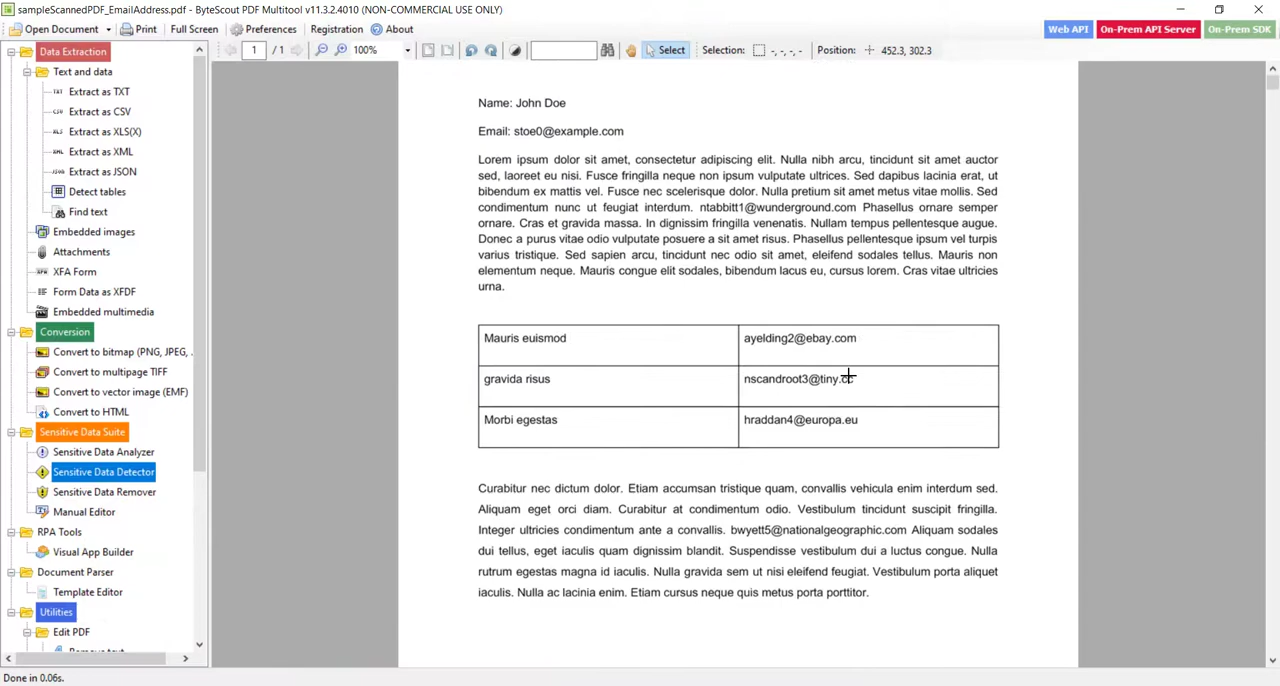 sampleScannedPDF_EmailAddress.pdf - ByteScout PDF Multitool v11.3.2.4010 (NON-COMMERCIAL USE ONLY)
Open Document Print Full Screen Preferences Registration About Web API On-Prem API Server On-Prem SDK
1 / 1 100% Select Selection: -, -, -, - Position: 452.3, 302.3
Data Extraction
Text and data
TXT Extract as TXT
CSV Extract as CSV
XLS Extract as XLS(X)
XML Extract as XML
JSON Extract as JSON
Detect tables
Find text
Embedded images
Attachments
XFA XFA Form
Form Data as XFDF
Embedded multimedia
Conversion
Convert to bitmap (PNG, JPEG, .
Convert to multipage TIFF
Convert to vector image (EMF)
Convert to HTML
Sensitive Data Suite
Sensitive Data Analyzer
Sensitive Data Detector
Sensitive Data Remover
Manual Editor
RPA Tools
Visual App Builder
Document Parser
Template Editor
Utilities
Edit PDF
Remove text
Name: John Doe
Email: stoe0@example.com
Lorem ipsum dolor sit amet, consectetur adipiscing elit. Nulla nibh arcu, tincidunt sit amet auctor
sed, laoreet eu nisi. Fusce fringilla neque non ipsum vulputate ultrices. Sed dapibus lacinia erat, ut
bibendum ex mattis vel. Fusce nec scelerisque dolor. Nulla pretium sit amet metus vitae mollis. Sed
condimentum nunc ut feugiat interdum. ntabbitt1@wunderground.com Phasellus ornare semper
ornare. Cras et gravida massa. In dignissim fringilla venenatis. Nullam tempus pellentesque augue.
Donec a purus vitae odio vulputate posuere a sit amet risus. Phasellus pellentesque ipsum vel turpis
varius tristique. Sed sapien arcu, tincidunt nec odio sit amet, eleifend sodales tellus. Mauris non
elementum neque. Mauris congue elit sodales, bibendum lacus eu, cursus lorem. Cras vitae ultricies
urna.
Mauris euismod ayelding2@ebay.com
gravida risus nscandroot3@tiny.cc
Morbi egestas hraddan4@europa.eu
Curabitur nec dictum dolor. Etiam accumsan tristique quam, convallis vehicula enim interdum sed.
Aliquam eget orci diam. Curabitur at condimentum odio. Vestibulum tincidunt suscipit fringilla.
Integer ultricies condimentum ante a convallis. bwyett5@nationalgeographic.com Aliquam sodales
dui tellus, eget iaculis quam dignissim blandit. Suspendisse vestibulum dui a luctus congue. Nulla
rutrum egestas magna id iaculis. Nulla gravida sem ut nisi eleifend feugiat. Vestibulum porta aliquet
iaculis. Nulla ac lacinia enim. Etiam cursus neque quis metus porta porttitor.
Done in 0.06s.